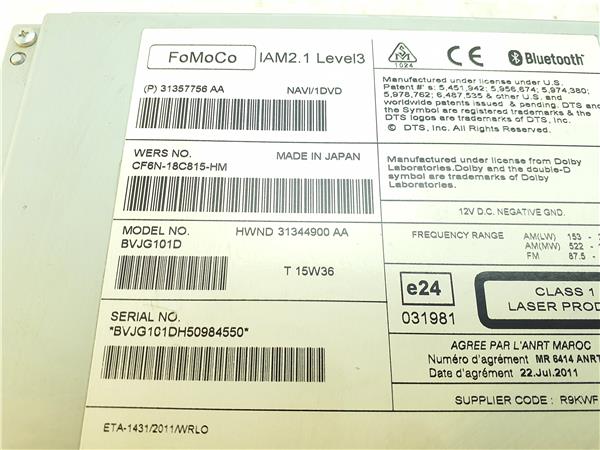 FoMoCo IAM2.1 Level3
(P) 31357756 AA NAVI/1DVD
WERS NO. MADE IN JAPAN
CF6N-18C815-HM
MODEL NO. HWND 31344900 AA
BVJG101D
T 15W36
SERIAL NO.
*BVJG101DH50984550*
ETA-1431/2011/WRLO
1024
CE
Bluetooth
Manufactured under license under U.S.
Patent #' s: 5,451,942; 5,956,674; 5,974,380;
5,978,762; 6,487,535 & other U.S. and
worldwide patents issued & pending. DTS and
the Symbol are registered trademarks & the
DTS logos are trademarks of DTS, Inc.
© DTS, Inc. All Rights Reserved.
Manufactured under license from Dolby
Laboratories.Dolby and the double-D
symbol are trademarks of Dolby
Laboratories.
12V D.C. NEGATIVE GND.
FREQUENCY RANGE AM(LW) 153 -
AM(MW) 522 -
FM 87.5 -
e24
031981
CLASS 1
LASER PROD
AGREE PAR L'ANRT MAROC
Numéro d'agrément MR 6414 ANRT
Date d'agrément 22.Jul.2011
SUPPLIER CODE : R9KWF